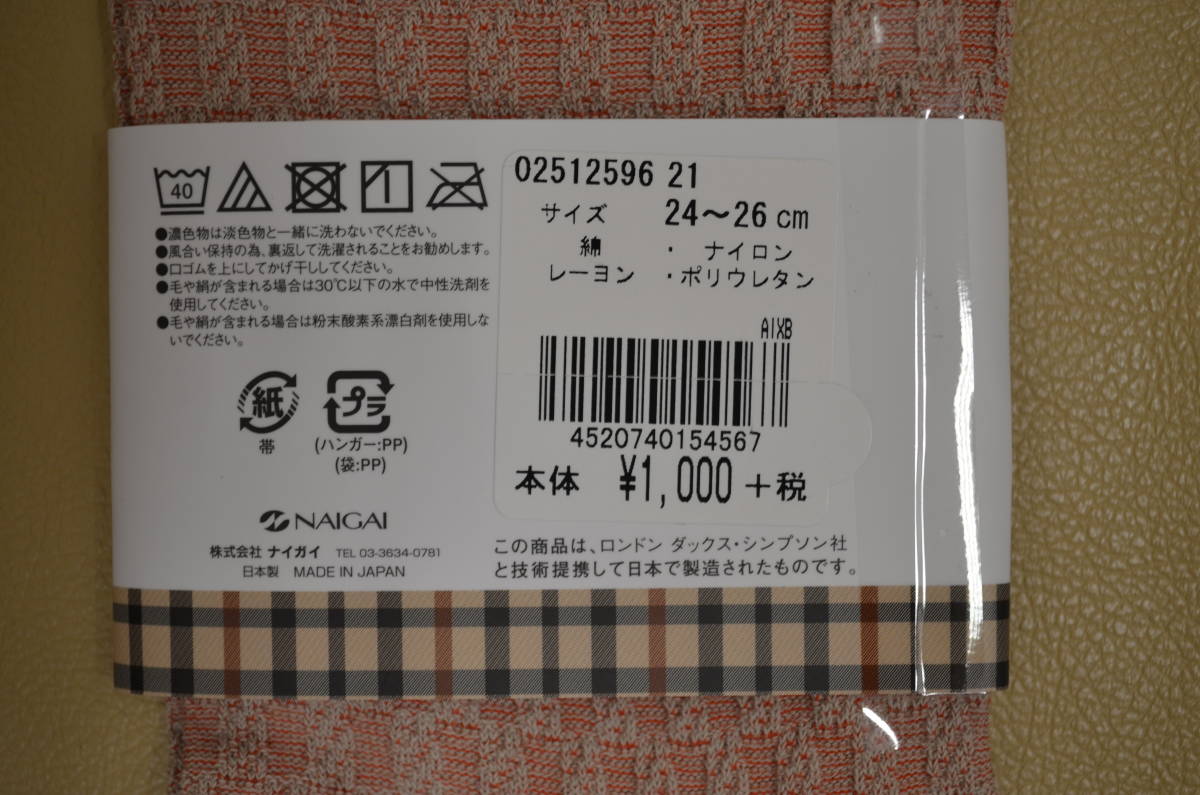 40
●濃色物は淡色物と一緒に洗わないでください。
●風合い保持の為、裏返して洗濯されることをお勧めします。
●口ゴムを上にしてかげ干ししてください。
●毛や絹が含まれる場合は30℃以下の水で中性洗剤を
使用してください。
●毛や絹が含まれる場合は粉末酸素系漂白剤を使用しな
いでください。
紙
帯
プラ
(ハンガー:PP)
(袋:PP)
NAIGAI
株式会社 ナイガイ TEL 03-3634-0781
日本製 MADE IN JAPAN
02512596 21
サイズ 24～26 cm
綿 ・ ナイロン
レーヨン ・ポリウレタン
AIXB
4520740154567
本体 ¥1,000 +税
この商品は、ロンドン ダックス・シンプソン社
と技術提携して日本で製造されたものです。